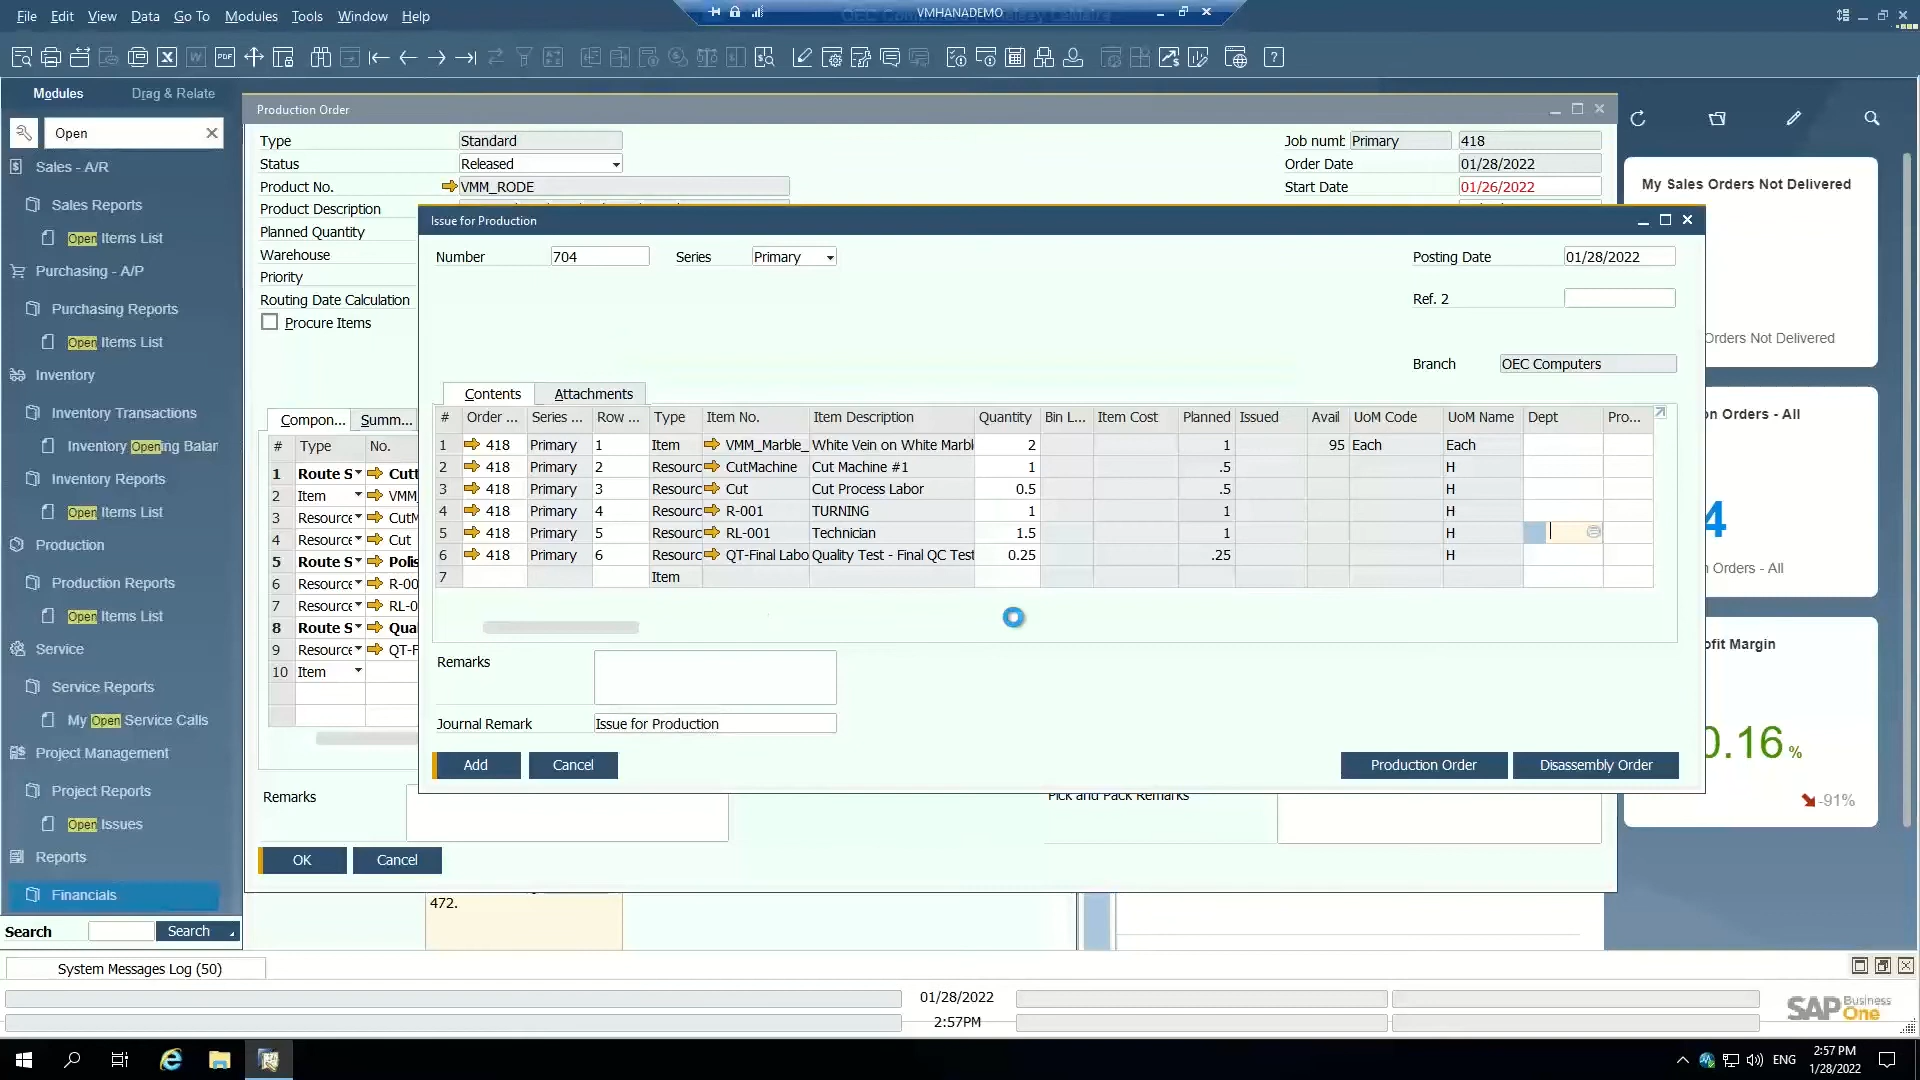 VMHANADEMO
File Edit View Data Go To Modules Tools Window Help
Modules Drag & Relate
Open
Sales - A/R
Sales Reports
Open Items List
Purchasing - A/P
Purchasing Reports
Open Items List
Inventory
Inventory Transactions
Inventory Opening Balan
Inventory Reports
Open Items List
Production
Production Reports
Open Items List
Service
Service Reports
My Open Service Calls
Project Management
Project Reports
Open Issues
Reports
Financials
Search Search
Production Order
Type Standard
Status Released
Product No. VMM_RODE
Product Description
Planned Quantity
Warehouse
Priority
Routing Date Calculation
Procure Items
Job numb Primary 418
Order Date 01/28/2022
Start Date 01/26/2022
Compon... Summ...
# Type No.
1 Route S Cutt
2 Item VMM_
3 Resource CutM
4 Resource Cut
5 Route S Polis
6 Resource R-00
7 Resource RL-0
8 Route S Qua
9 Resource QT-F
10 Item
Remarks
Pick and Pack Remarks
OK Cancel
472.
Issue for Production
Number 704 Series Primary
Posting Date 01/28/2022
Ref. 2
Branch OEC Computers
Contents Attachments
# Order ... Series ... Row ... Type Item No. Item Description Quantity Bin L... Item Cost Planned Issued Avail UoM Code UoM Name Dept Pro...
1 418 Primary 1 Item VMM_Marble_ White Vein on White Marbl 2 1 95 Each Each
2 418 Primary 2 Resourc CutMachine Cut Machine #1 1 .5 H
3 418 Primary 3 Resourc Cut Cut Process Labor 0.5 .5 H
4 418 Primary 4 Resourc R-001 TURNING 1 1 H
5 418 Primary 5 Resourc RL-001 Technician 1.5 1 H
6 418 Primary 6 Resourc QT-Final Labo Quality Test - Final QC Test 0.25 .25 H
7 Item
Remarks
Journal Remark Issue for Production
Add Cancel Production Order Disassembly Order
My Sales Orders Not Delivered
Orders Not Delivered
on Orders - All
4
on Orders - All
ofit Margin
0.16 %
-91%
System Messages Log (50)
01/28/2022
2:57PM
SAP Business One
ENG
2:57 PM
1/28/2022